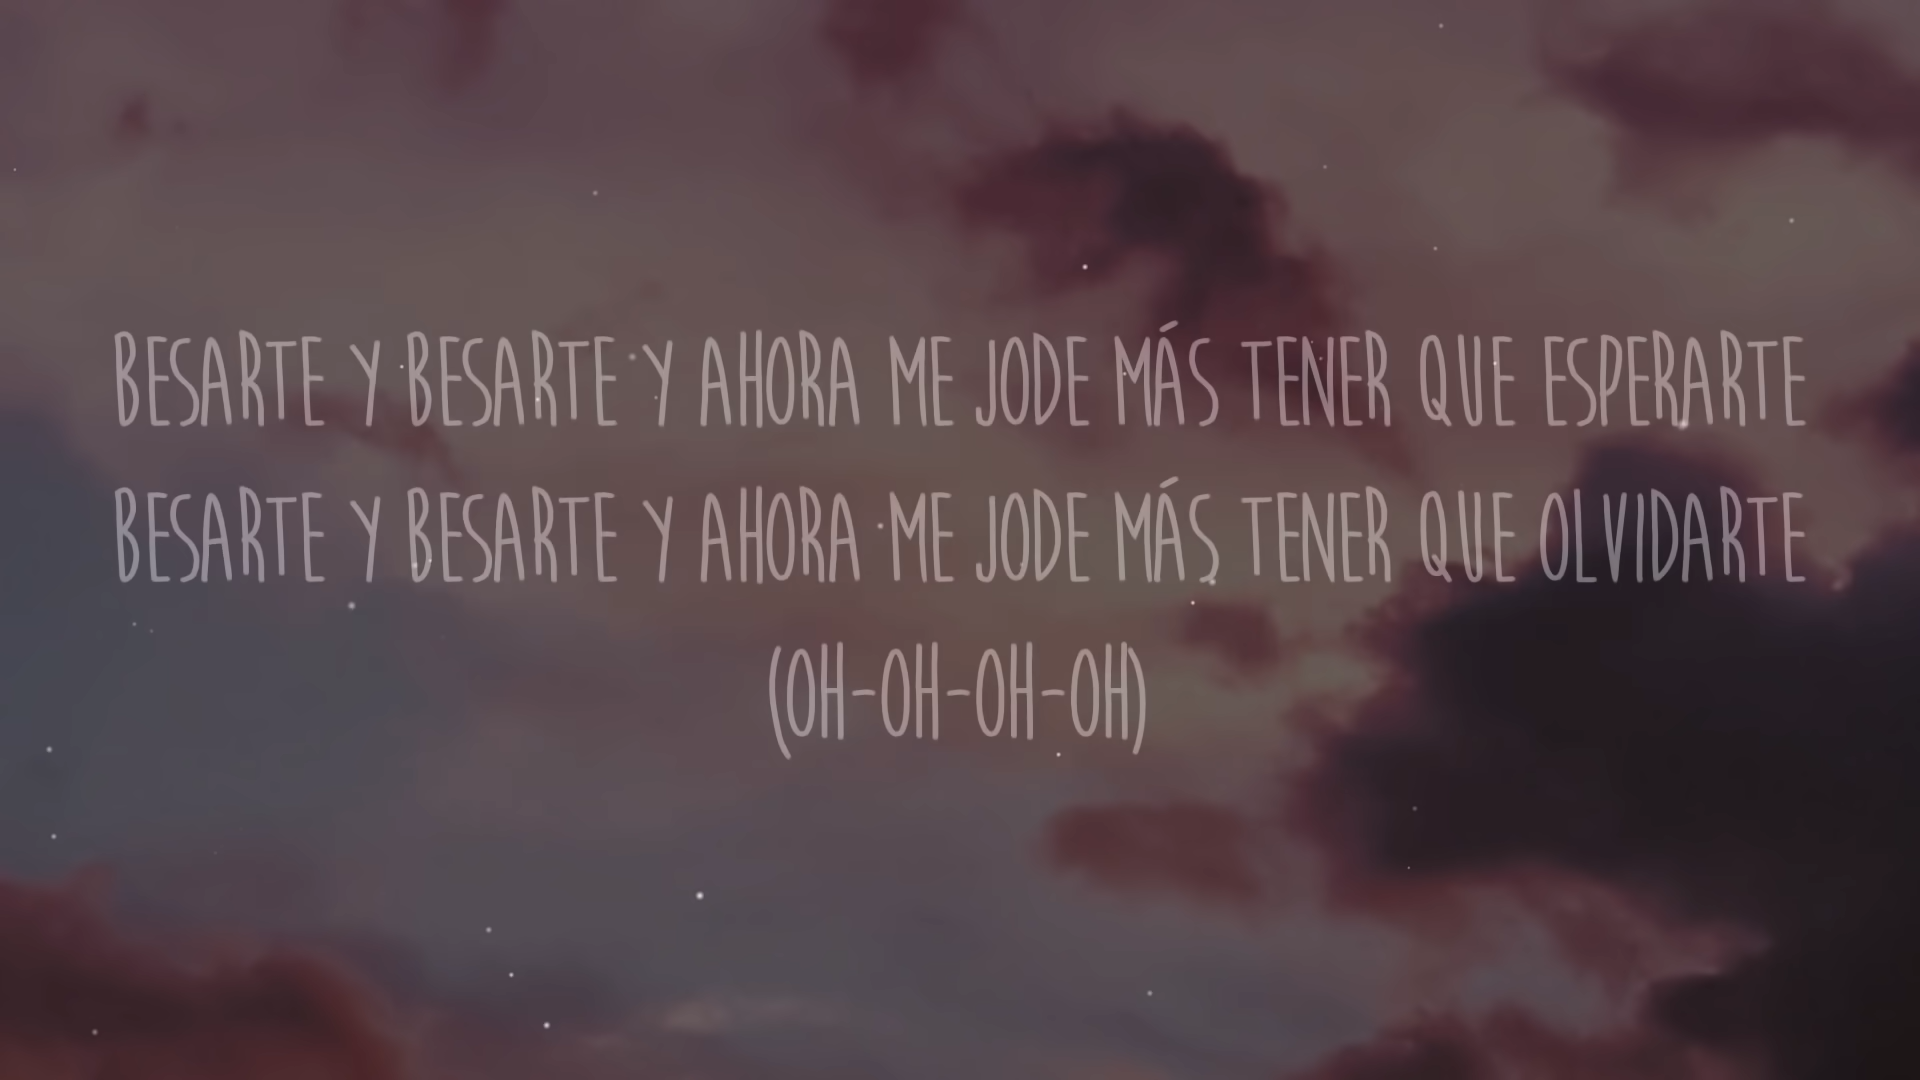 BESARTE Y BESARTE Y AHORA ME JODE MÁS TENER QUE ESPERARTE
BESARTE Y BESARTE Y AHORA ME JODE MÁS TENER QUE OLVIDARTE
(OH-OH-OH-OH)